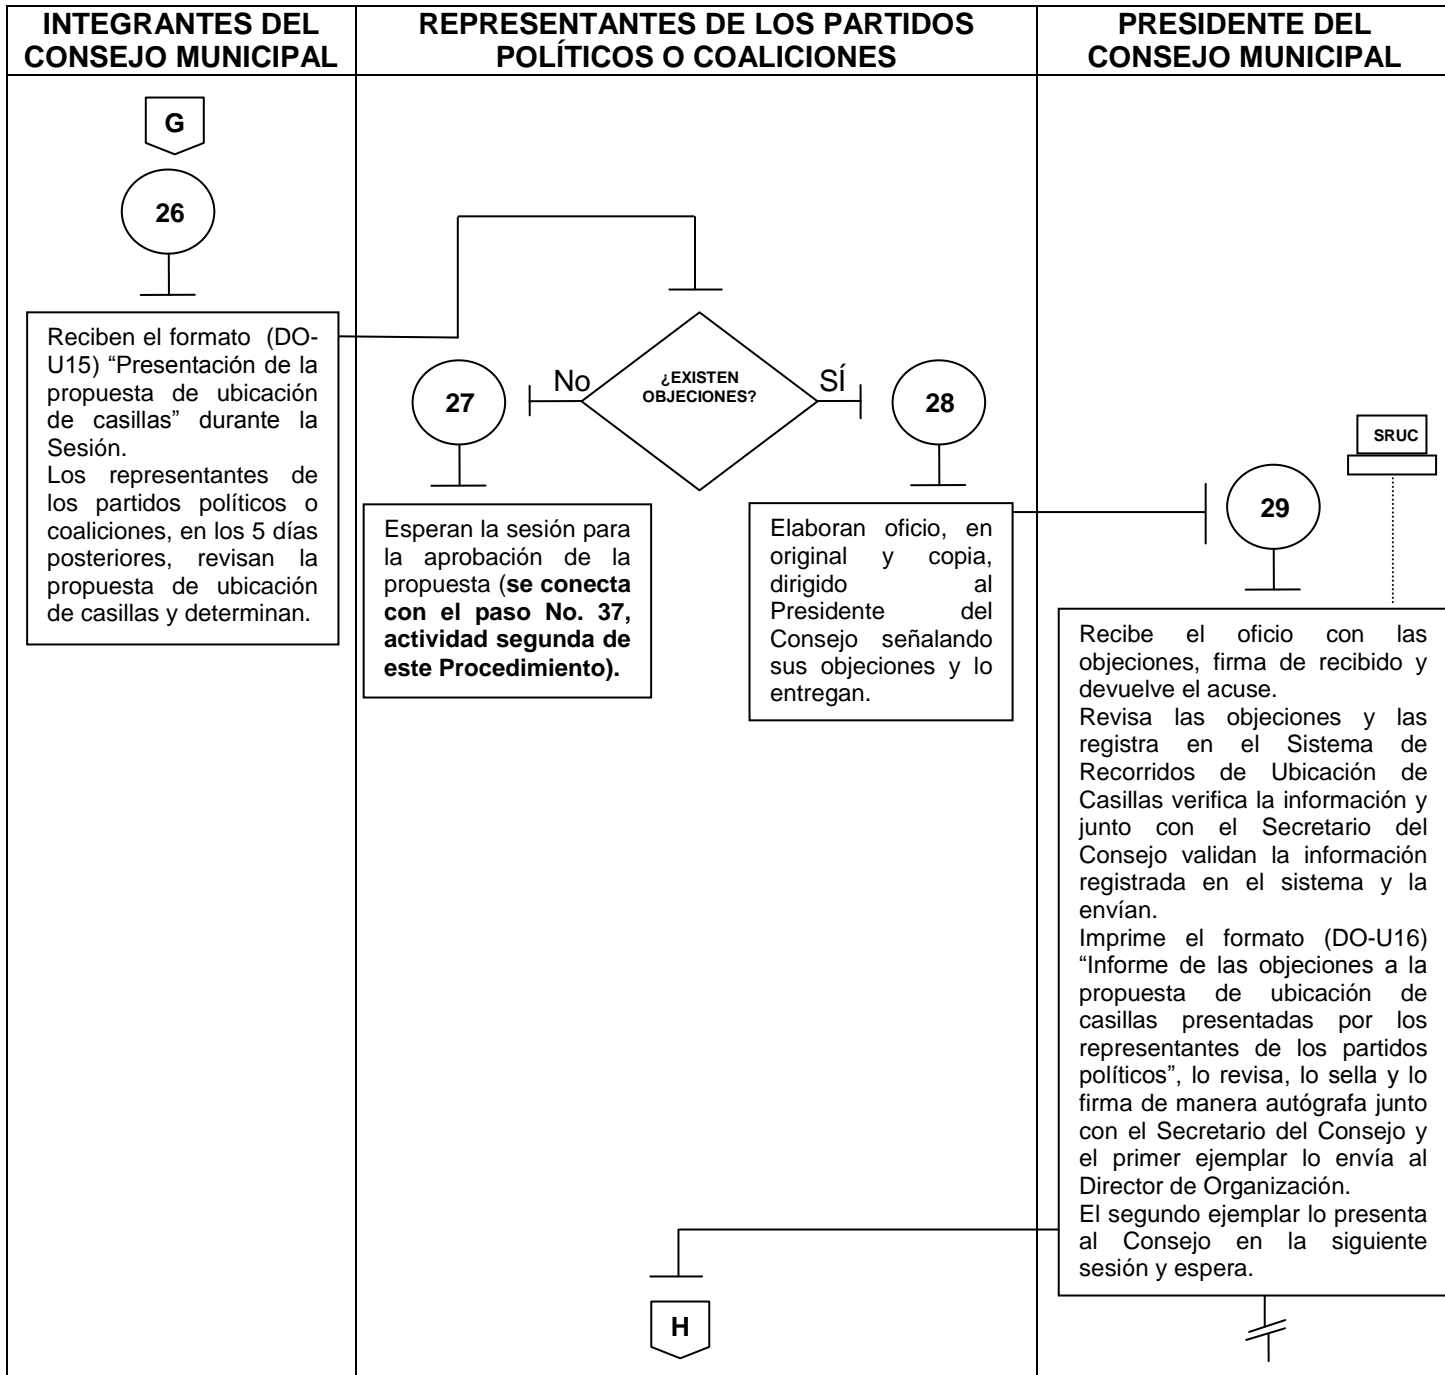 INTEGRANTES DEL
CONSEJO MUNICIPAL
REPRESENTANTES DE LOS PARTIDOS
POLÍTICOS O COALICIONES
PRESIDENTE DEL
CONSEJO MUNICIPAL
G
26
Reciben el formato (DO-
U15) “Presentación de la
propuesta de ubicación
de casillas” durante la
Sesión.
Los representantes de
los partidos políticos o
coaliciones, en los 5 días
posteriores, revisan la
propuesta de ubicación
de casillas y determinan.
¿EXISTEN
OBJECIONES?
No
SÍ
27
Esperan la sesión para
la aprobación de la
propuesta (se conecta
con el paso No. 37,
actividad segunda de
este Procedimiento).
28
Elaboran oficio, en
original y copia,
dirigido al
Presidente del
Consejo señalando
sus objeciones y lo
entregan.
SRUC
29
Recibe el oficio con las
objeciones, firma de recibido y
devuelve el acuse.
Revisa las objeciones y las
registra en el Sistema de
Recorridos de Ubicación de
Casillas verifica la información y
junto con el Secretario del
Consejo validan la información
registrada en el sistema y la
envían.
Imprime el formato (DO-U16)
“Informe de las objeciones a la
propuesta de ubicación de
casillas presentadas por los
representantes de los partidos
políticos”, lo revisa, lo sella y lo
firma de manera autógrafa junto
con el Secretario del Consejo y
el primer ejemplar lo envía al
Director de Organización.
El segundo ejemplar lo presenta
al Consejo en la siguiente
sesión y espera.
H